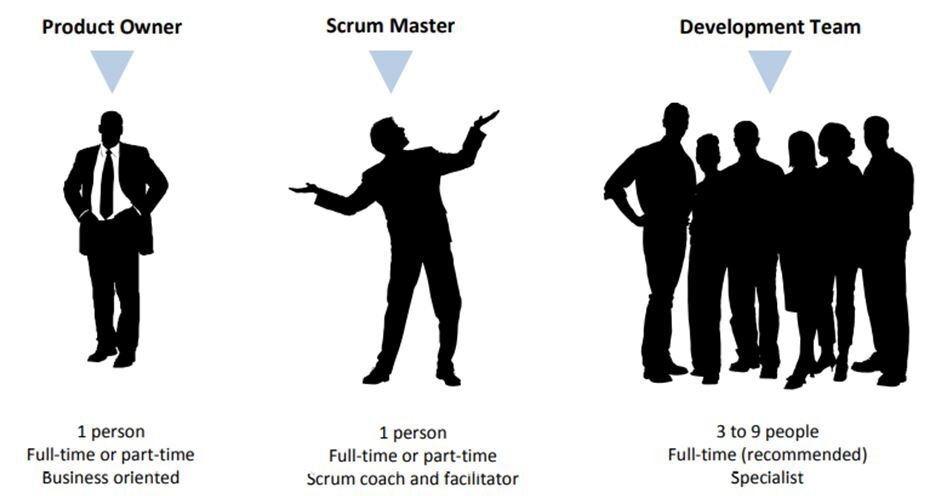 Product Owner
Scrum Master
Development Team
1 person
Full-time or part-time
Business oriented
1 person
Full-time or part-time
Scrum coach and facilitator
3 to 9 people
Full-time (recommended)
Specialist